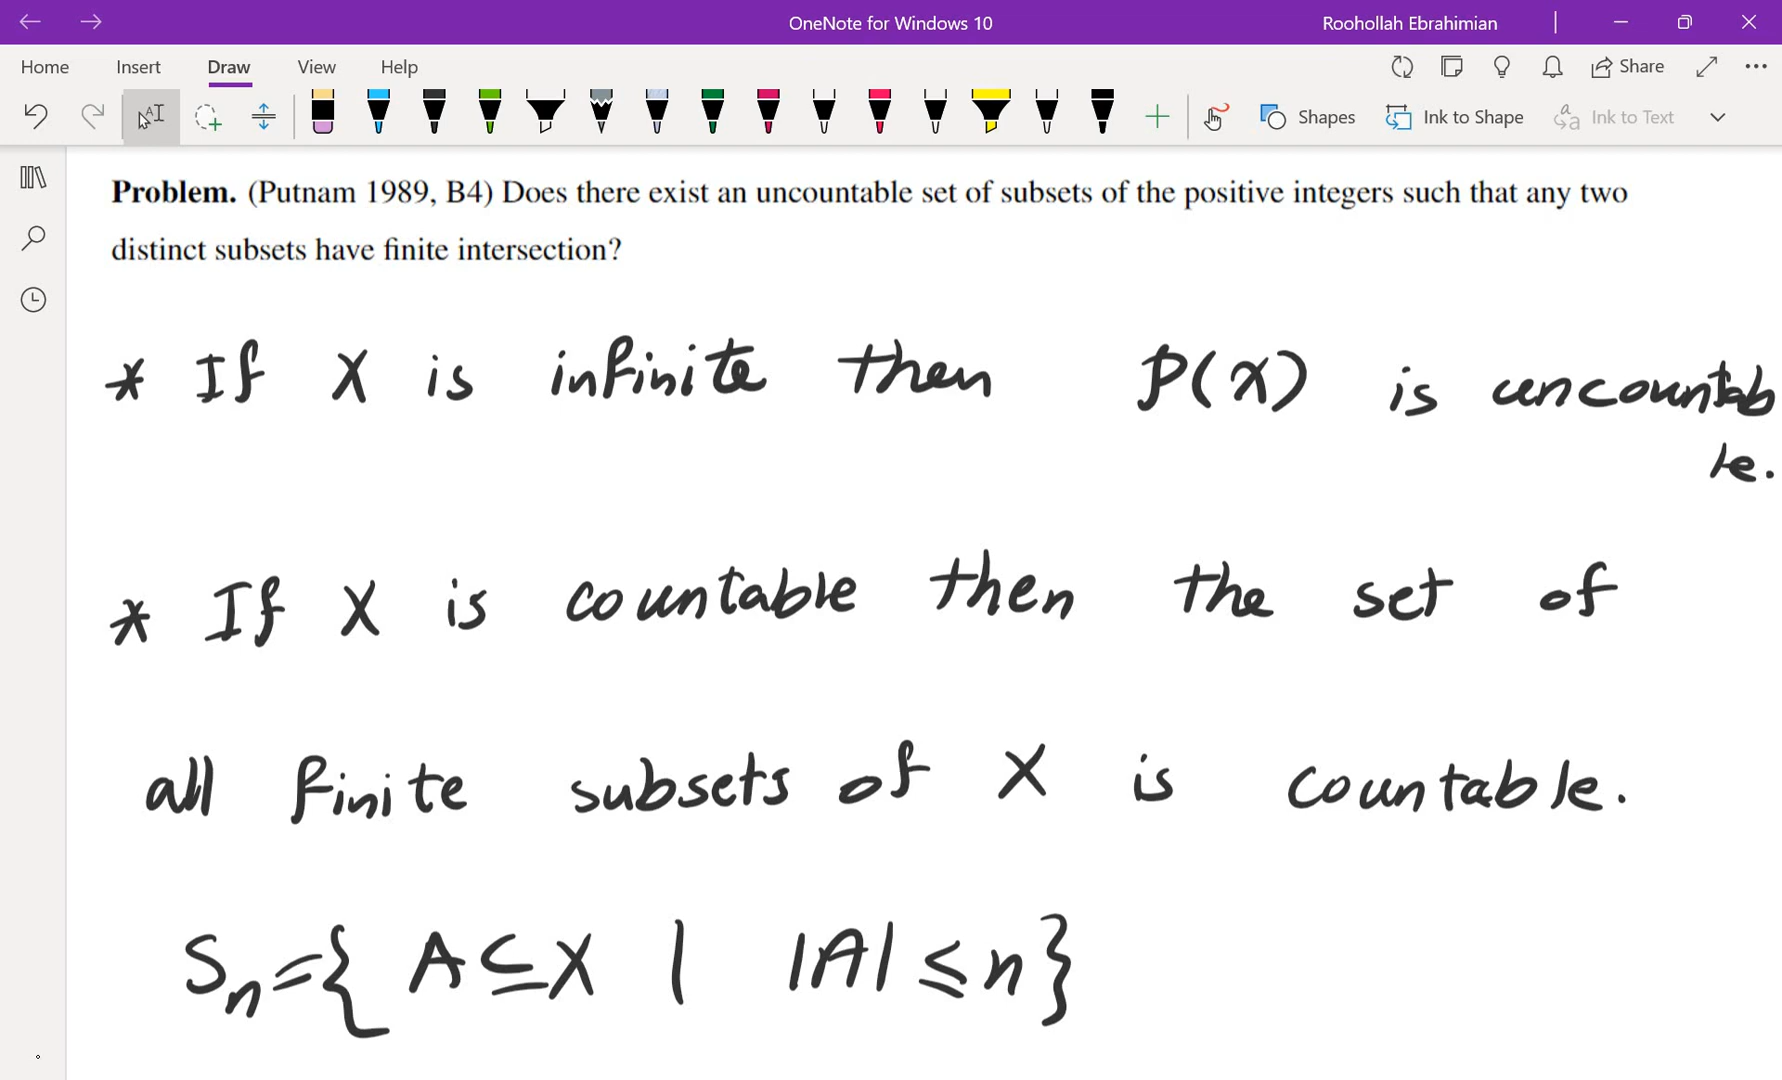 OneNote for Windows 10
Roohollah Ebrahimian
Home Insert Draw View Help
Share
Shapes Ink to Shape Ink to Text
Problem. (Putnam 1989, B4) Does there exist an uncountable set of subsets of the positive integers such that any two
distinct subsets have finite intersection?
* If X is infinite then P(X) is uncountab
le.
* If X is countable then the set of
all finite subsets of X is countable.
Sₙ={ A⊆X | |A| ≤ n}